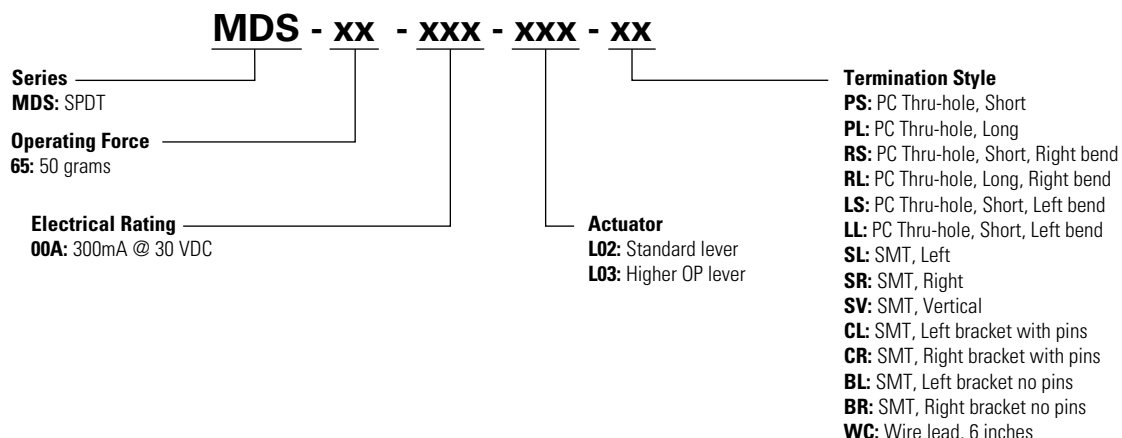 MDS - xx - xxx - xxx - xx
Series
MDS: SPDT
Operating Force
65: 50 grams
Electrical Rating
00A: 300mA @ 30 VDC
Actuator
L02: Standard lever
L03: Higher OP lever
Termination Style
PS: PC Thru-hole, Short
PL: PC Thru-hole, Long
RS: PC Thru-hole, Short, Right bend
RL: PC Thru-hole, Long, Right bend
LS: PC Thru-hole, Short, Left bend
LL: PC Thru-hole, Short, Left bend
SL: SMT, Left
SR: SMT, Right
SV: SMT, Vertical
CL: SMT, Left bracket with pins
CR: SMT, Right bracket with pins
BL: SMT, Left bracket no pins
BR: SMT, Right bracket no pins
WC: Wire lead, 6 inches